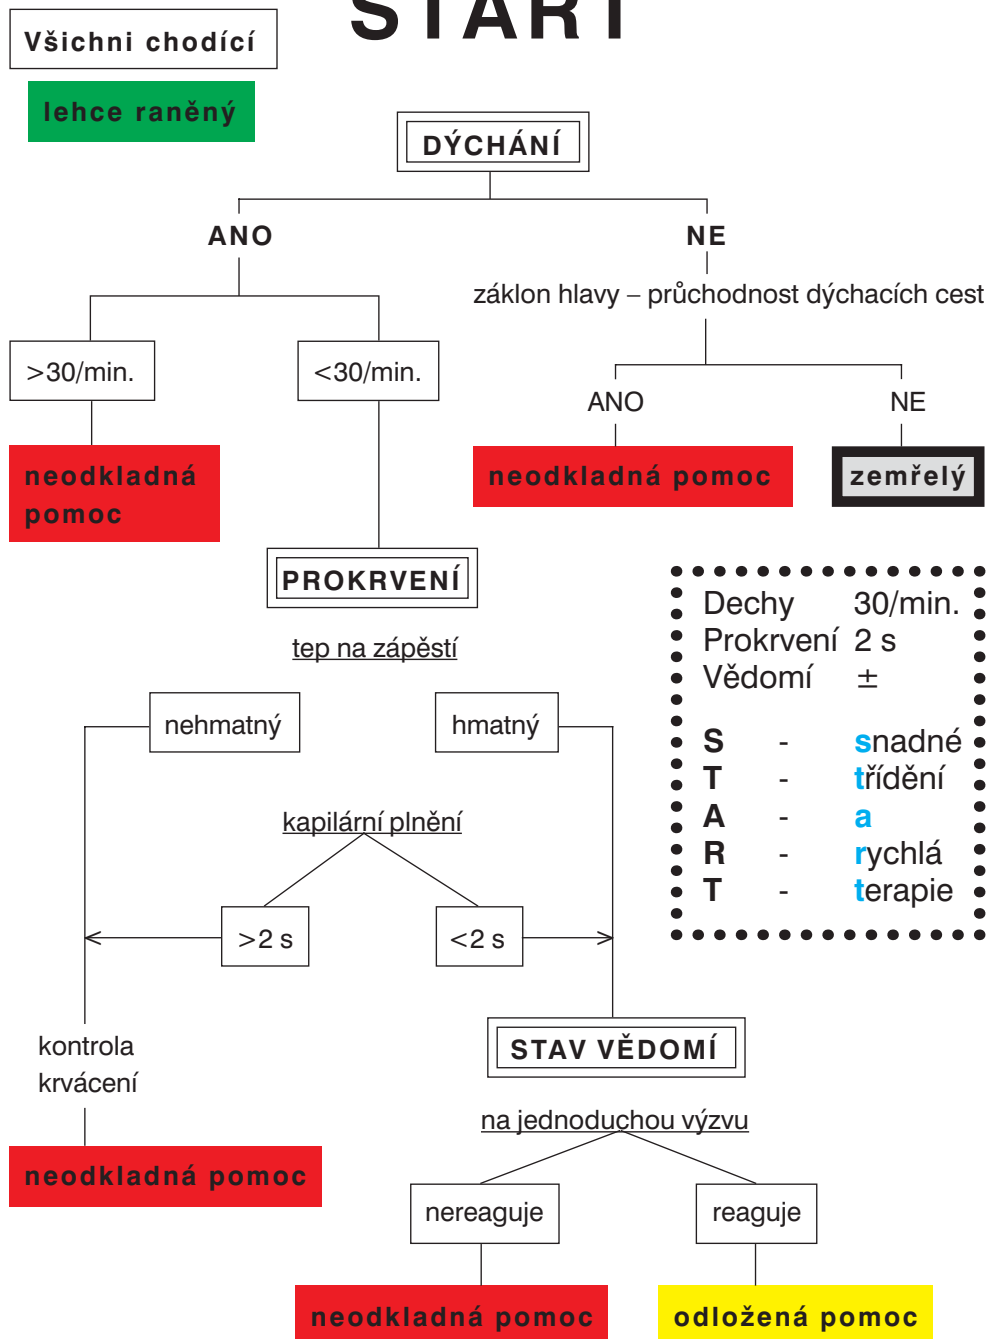 START
Všichni chodící
lehce raněný
DÝCHÁNÍ
ANO
NE
záklon hlavy – průchodnost dýchacích cest
>30/min.
<30/min.
ANO
NE
neodkladná
pomoc
neodkladná pomoc
zemřelý
PROKRVENÍ
tep na zápěstí
nehmatný
hmatný
kapilární plnění
>2 s
<2 s
Dechy 30/min.
Prokrvení 2 s
Vědomí ±
S - snadné
T - třídění
A - a
R - rychlá
T - terapie
kontrola
krvácení
neodkladná pomoc
STAV VĚDOMÍ
na jednoduchou výzvu
nereaguje
reaguje
neodkladná pomoc
odložená pomoc